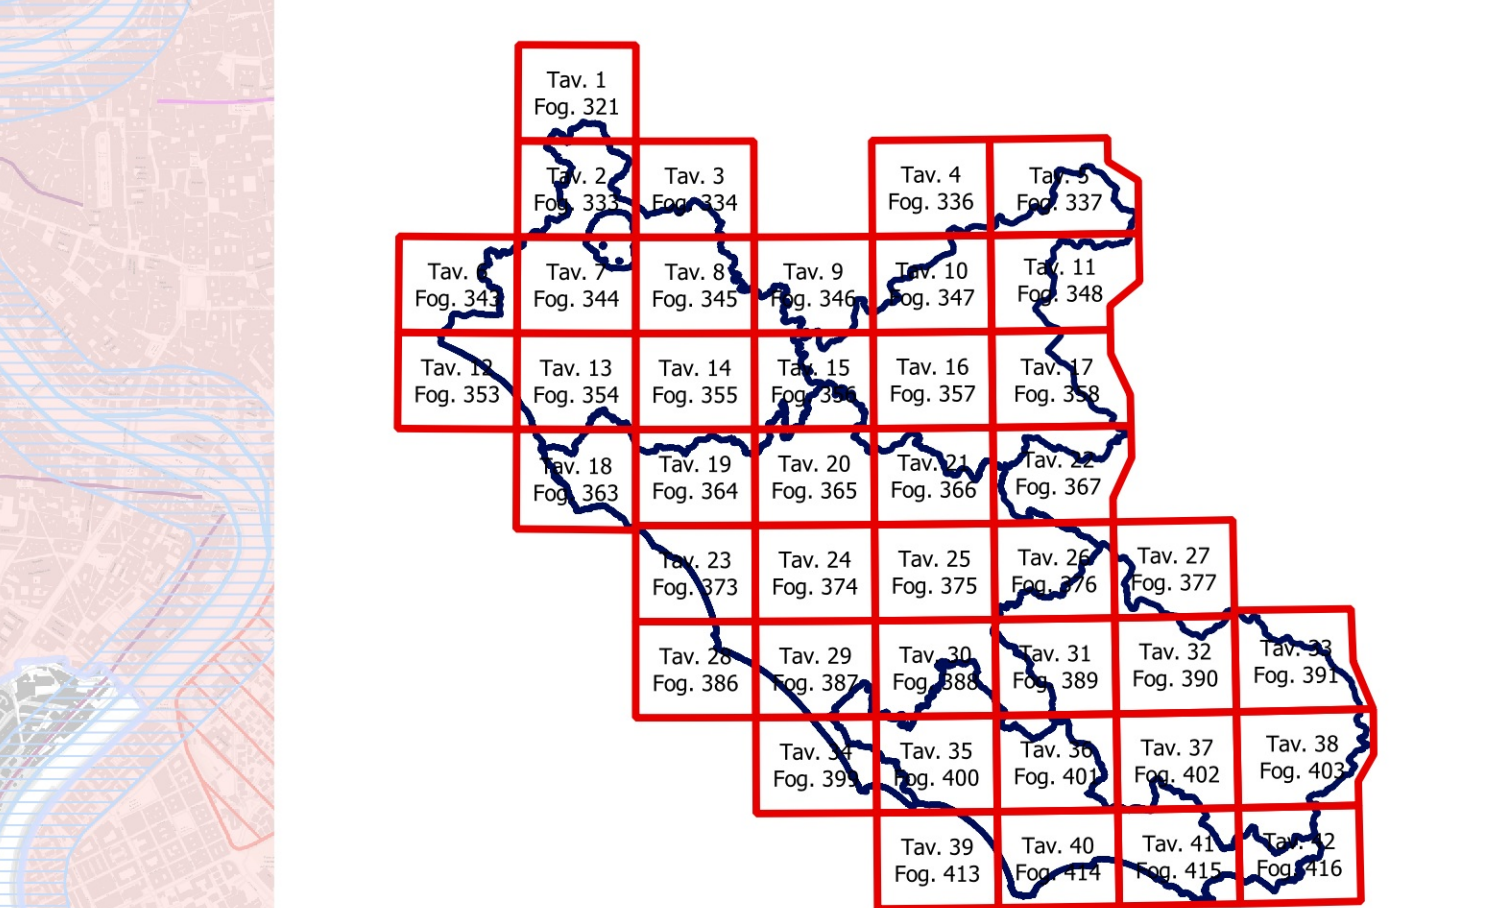 Tav. 1
Fog. 321
Tav. 2
Fog. 333
Tav. 3
Fog. 334
Tav. 4
Fog. 336
Tav. 5
Fog. 337
Tav. 6
Fog. 343
Tav. 7
Fog. 344
Tav. 8
Fog. 345
Tav. 9
Fog. 346
Tav. 10
Fog. 347
Tav. 11
Fog. 348
Tav. 12
Fog. 353
Tav. 13
Fog. 354
Tav. 14
Fog. 355
Tav. 15
Fog. 356
Tav. 16
Fog. 357
Tav. 17
Fog. 358
Tav. 18
Fog. 363
Tav. 19
Fog. 364
Tav. 20
Fog. 365
Tav. 21
Fog. 366
Tav. 22
Fog. 367
Tav. 23
Fog. 373
Tav. 24
Fog. 374
Tav. 25
Fog. 375
Tav. 26
Fog. 376
Tav. 27
Fog. 377
Tav. 28
Fog. 386
Tav. 29
Fog. 387
Tav. 30
Fog. 388
Tav. 31
Fog. 389
Tav. 32
Fog. 390
Tav. 33
Fog. 391
Tav. 34
Fog. 399
Tav. 35
Fog. 400
Tav. 36
Fog. 401
Tav. 37
Fog. 402
Tav. 38
Fog. 403
Tav. 39
Fog. 413
Tav. 40
Fog. 414
Tav. 41
Fog. 415
Tav. 42
Fog. 416